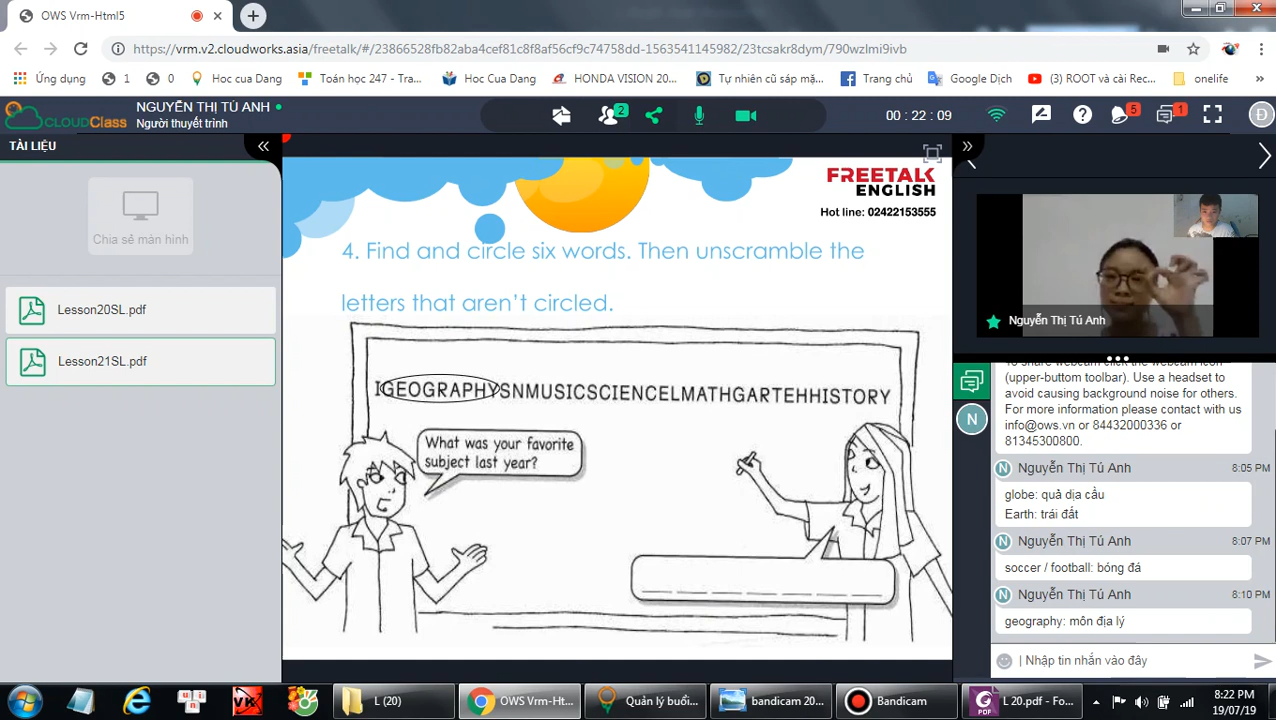 OWS Vrm-Html5
https://vrm.v2.cloudworks.asia/freetalk/#/23866528fb82aba4cef81c8f8af56cf9c74758dd-1563541145982/23tcsakr8dym/790wzlmi9ivb
Ứng dụng
1
0
Hoc cua Dang
Toán học 247 - Tra...
Học Cua Dang
HONDA VISION 20...
Tự nhiên cũ sáp mặ...
Trang chủ
Google Dịch
(3) ROOT và cài Rec...
onelife
»
CLOUDClass
NGUYỄN THỊ TÚ ANH
Người thuyết trình
2
00 : 22 : 09
5
1
Đ
TÀI LIỆU
Chia sẻ màn hình
Lesson20SL.pdf
Lesson21SL.pdf
FREETALK
ENGLISH
Hot line: 02422153555
4. Find and circle six words. Then unscramble the
letters that aren't circled.
IGEOGRAPHYSNMUSICSCIENCELMATHGARTEHHISTORY
What was your favorite
subject last year?
Nguyễn Thị Tú Anh
To share webcam click the webcam icon
(upper-buttom toolbar). Use a headset to
avoid causing background noise for others.
For more information please contact with us
info@ows.vn or 84432000336 or
81345300800.
N
N Nguyễn Thị Tú Anh 8:05 PM
globe: quả dịa cầu
Earth: trái đất
N Nguyễn Thị Tú Anh 8:07 PM
soccer / football: bóng đá
N Nguyễn Thị Tú Anh 8:10 PM
geography: môn địa lý
Nhập tin nhắn vào đây
L (20)
OWS Vrm-Ht...
Quản lý buổi...
bandicam 20...
Bandicam
L 20.pdf - Fo...
8:22 PM
19/07/19